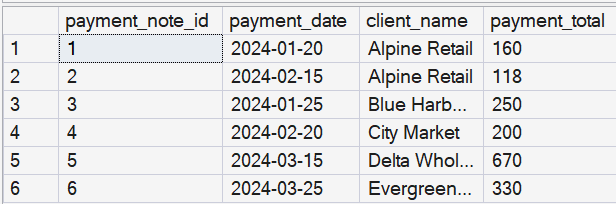 payment_note_id payment_date client_name payment_total
1 1 2024-01-20 Alpine Retail 160
2 2 2024-02-15 Alpine Retail 118
3 3 2024-01-25 Blue Harb... 250
4 4 2024-02-20 City Market 200
5 5 2024-03-15 Delta Whol... 670
6 6 2024-03-25 Evergreen... 330